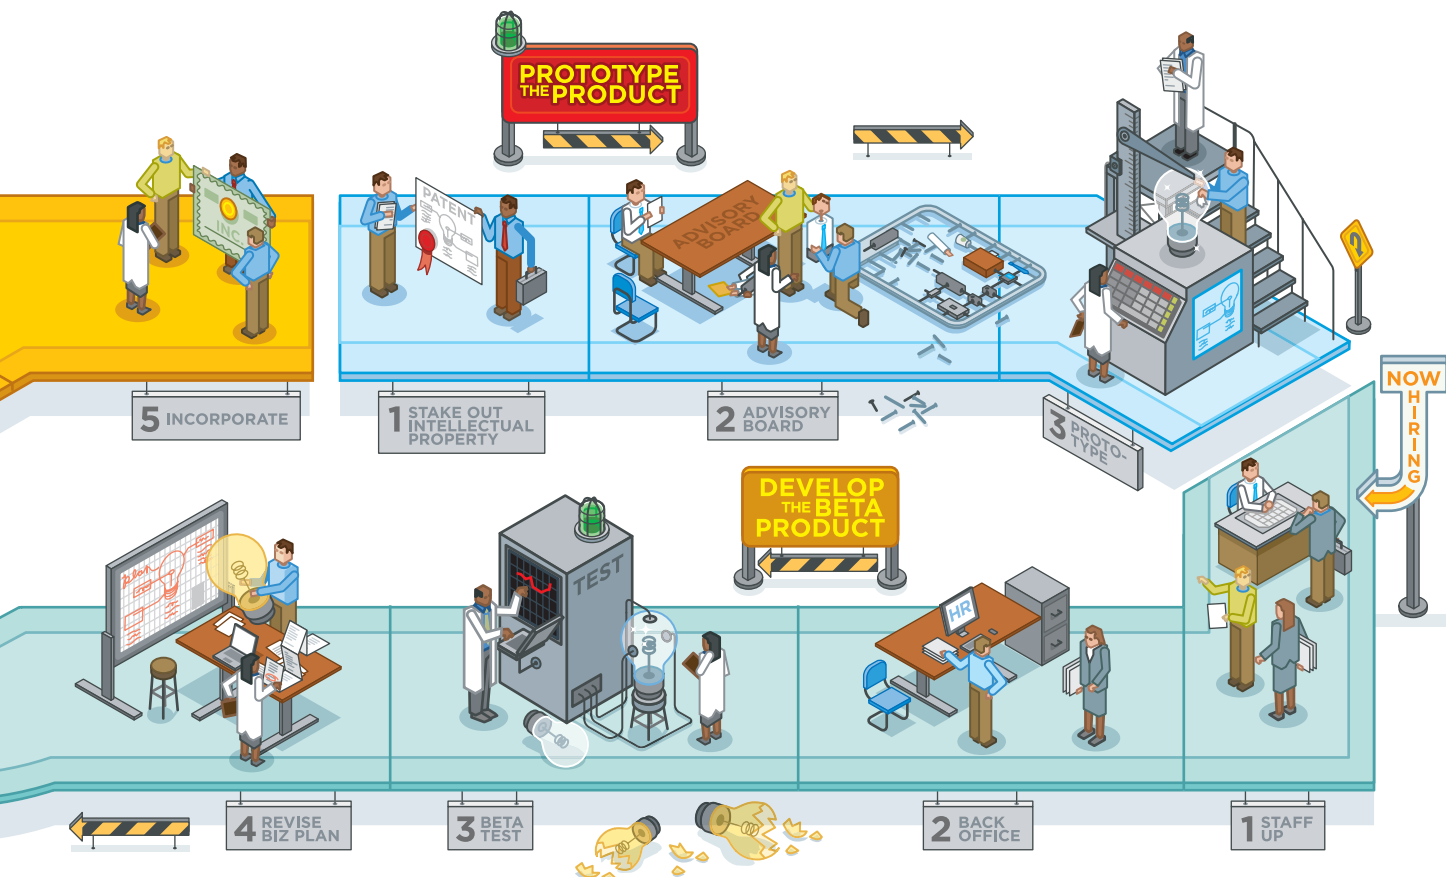 PROTOTYPE
THE PRODUCT
INC.
PATENT
ADVISORY
BOARD
5 INCORPORATE
1 STAKE OUT
INTELLECTUAL
PROPERTY
2 ADVISORY
BOARD
3 PROTO-
TYPE
NOW
HIRING
DEVELOP
THE BETA
PRODUCT
plan
TEST
HR
4 REVISE
BIZ PLAN
3 BETA
TEST
2 BACK
OFFICE
1 STAFF
UP